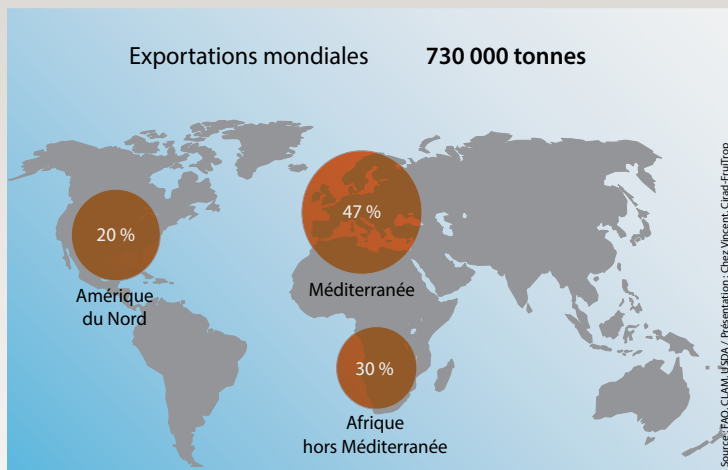 Exportations mondiales 730 000 tonnes
47 %
20 %
Méditerranée
Amérique
du Nord
30 %
Afrique
hors Méditerranée
Source : FAO, CLAM, USDA / Présentation : Chez Vincent, Cirad-FruiTrop